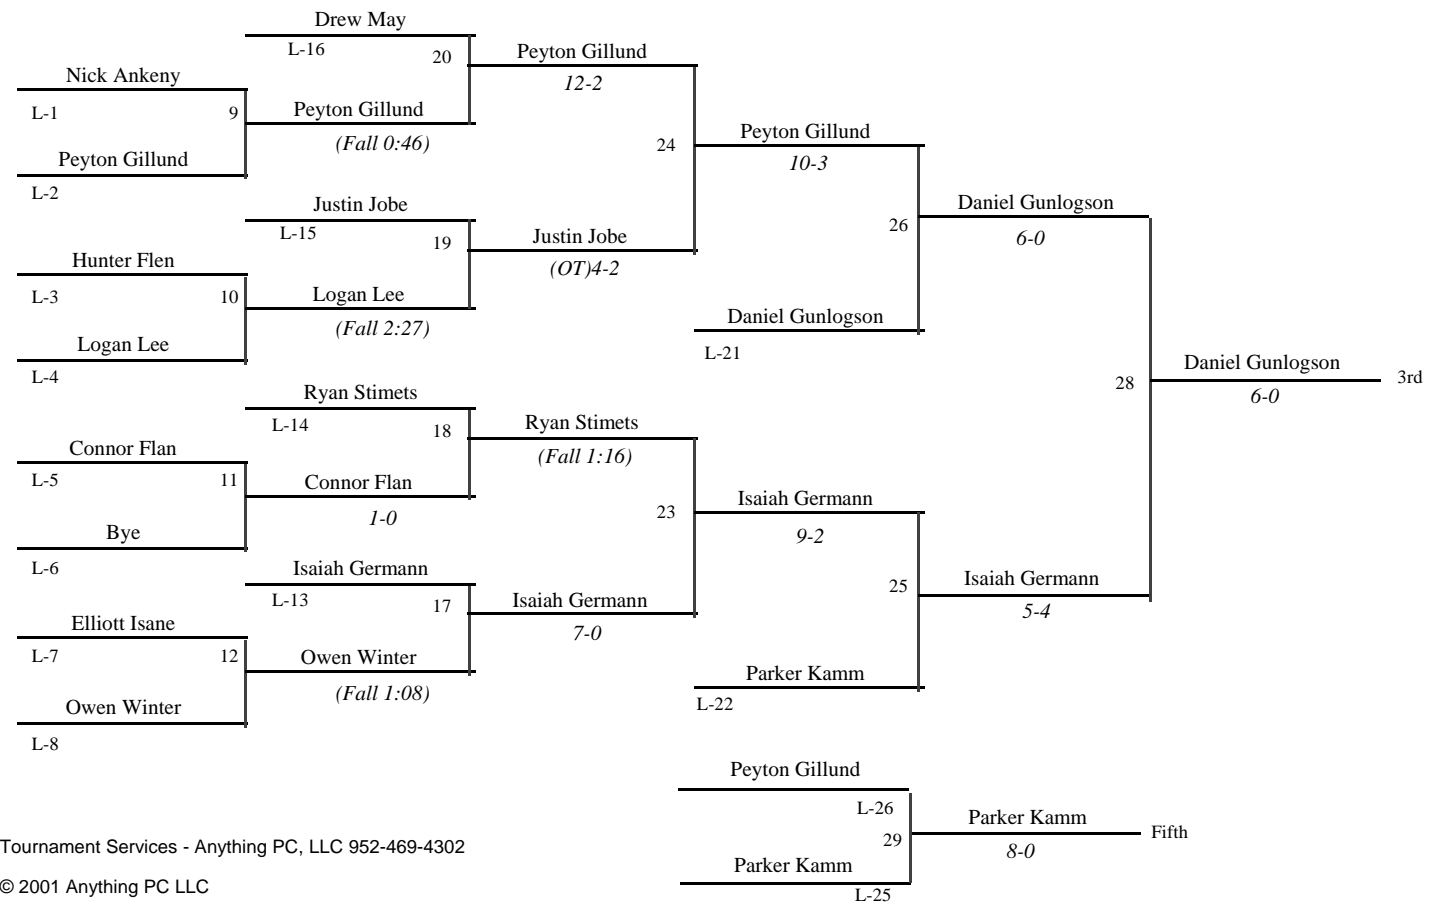 Drew May
L-16
20
Peyton Gillund
12-2
Nick Ankeny
L-1
9
Peyton Gillund
(Fall 0:46)
Peyton Gillund
L-2
24
Peyton Gillund
10-3
Justin Jobe
L-15
19
Justin Jobe
(OT)4-2
Hunter Flen
L-3
10
Logan Lee
(Fall 2:27)
Logan Lee
L-4
26
Daniel Gunlogson
6-0
Daniel Gunlogson
L-21
28
Daniel Gunlogson
6-0
3rd
Ryan Stimets
L-14
18
Ryan Stimets
(Fall 1:16)
Connor Flan
L-5
11
Connor Flan
1-0
Bye
L-6
23
Isaiah Germann
9-2
Isaiah Germann
L-13
17
Isaiah Germann
7-0
Elliott Isane
L-7
12
Owen Winter
(Fall 1:08)
Owen Winter
L-8
25
Isaiah Germann
5-4
Parker Kamm
L-22
Peyton Gillund
L-26
29
Parker Kamm
8-0
Fifth
Parker Kamm
L-25
Tournament Services - Anything PC, LLC 952-469-4302
© 2001 Anything PC LLC